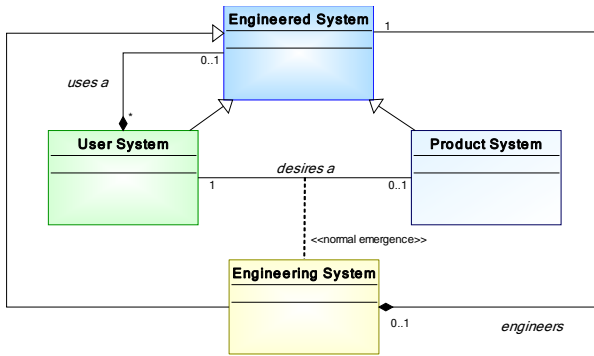 Engineered System
1
0..1
uses a
*
User System
Product System
desires a
1
0..1
<<normal emergence>>
Engineering System
0..1
engineers